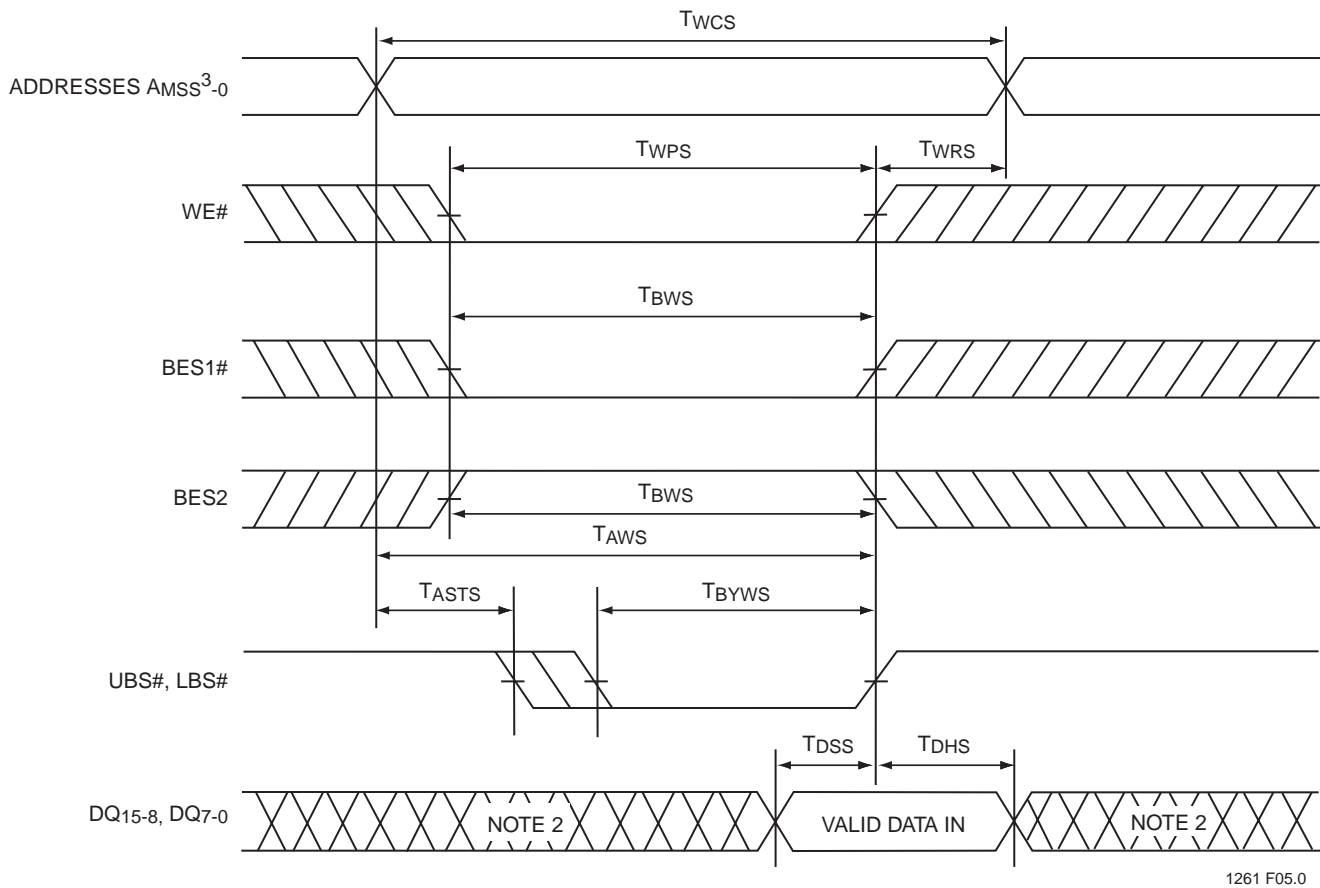 TWCS
ADDRESSES AMSS3-0
TWPS
TWRS
WE#
TBWS
BES1#
BES2
TBWS
TAWS
TASTS
TBYWS
UBS#, LBS#
TDSS
TDHS
DQ15-8, DQ7-0
NOTE 2
VALID DATA IN
NOTE 2
1261 F05.0